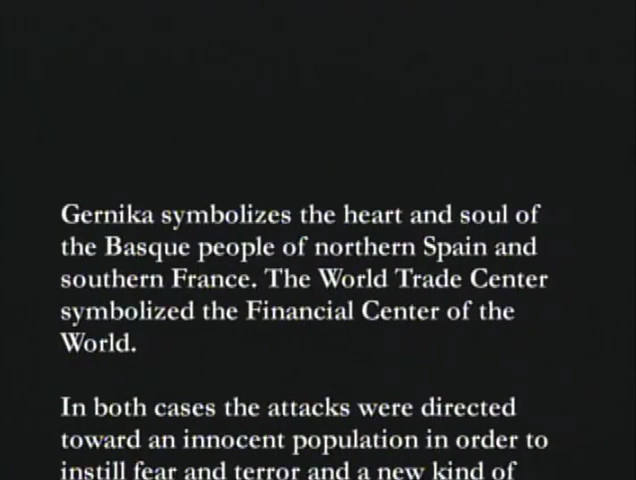 Gernika symbolizes the heart and soul of
the Basque people of northern Spain and
southern France. The World Trade Center
symbolized the Financial Center of the
World.
In both cases the attacks were directed
toward an innocent population in order to
instill fear and terror and a new kind of